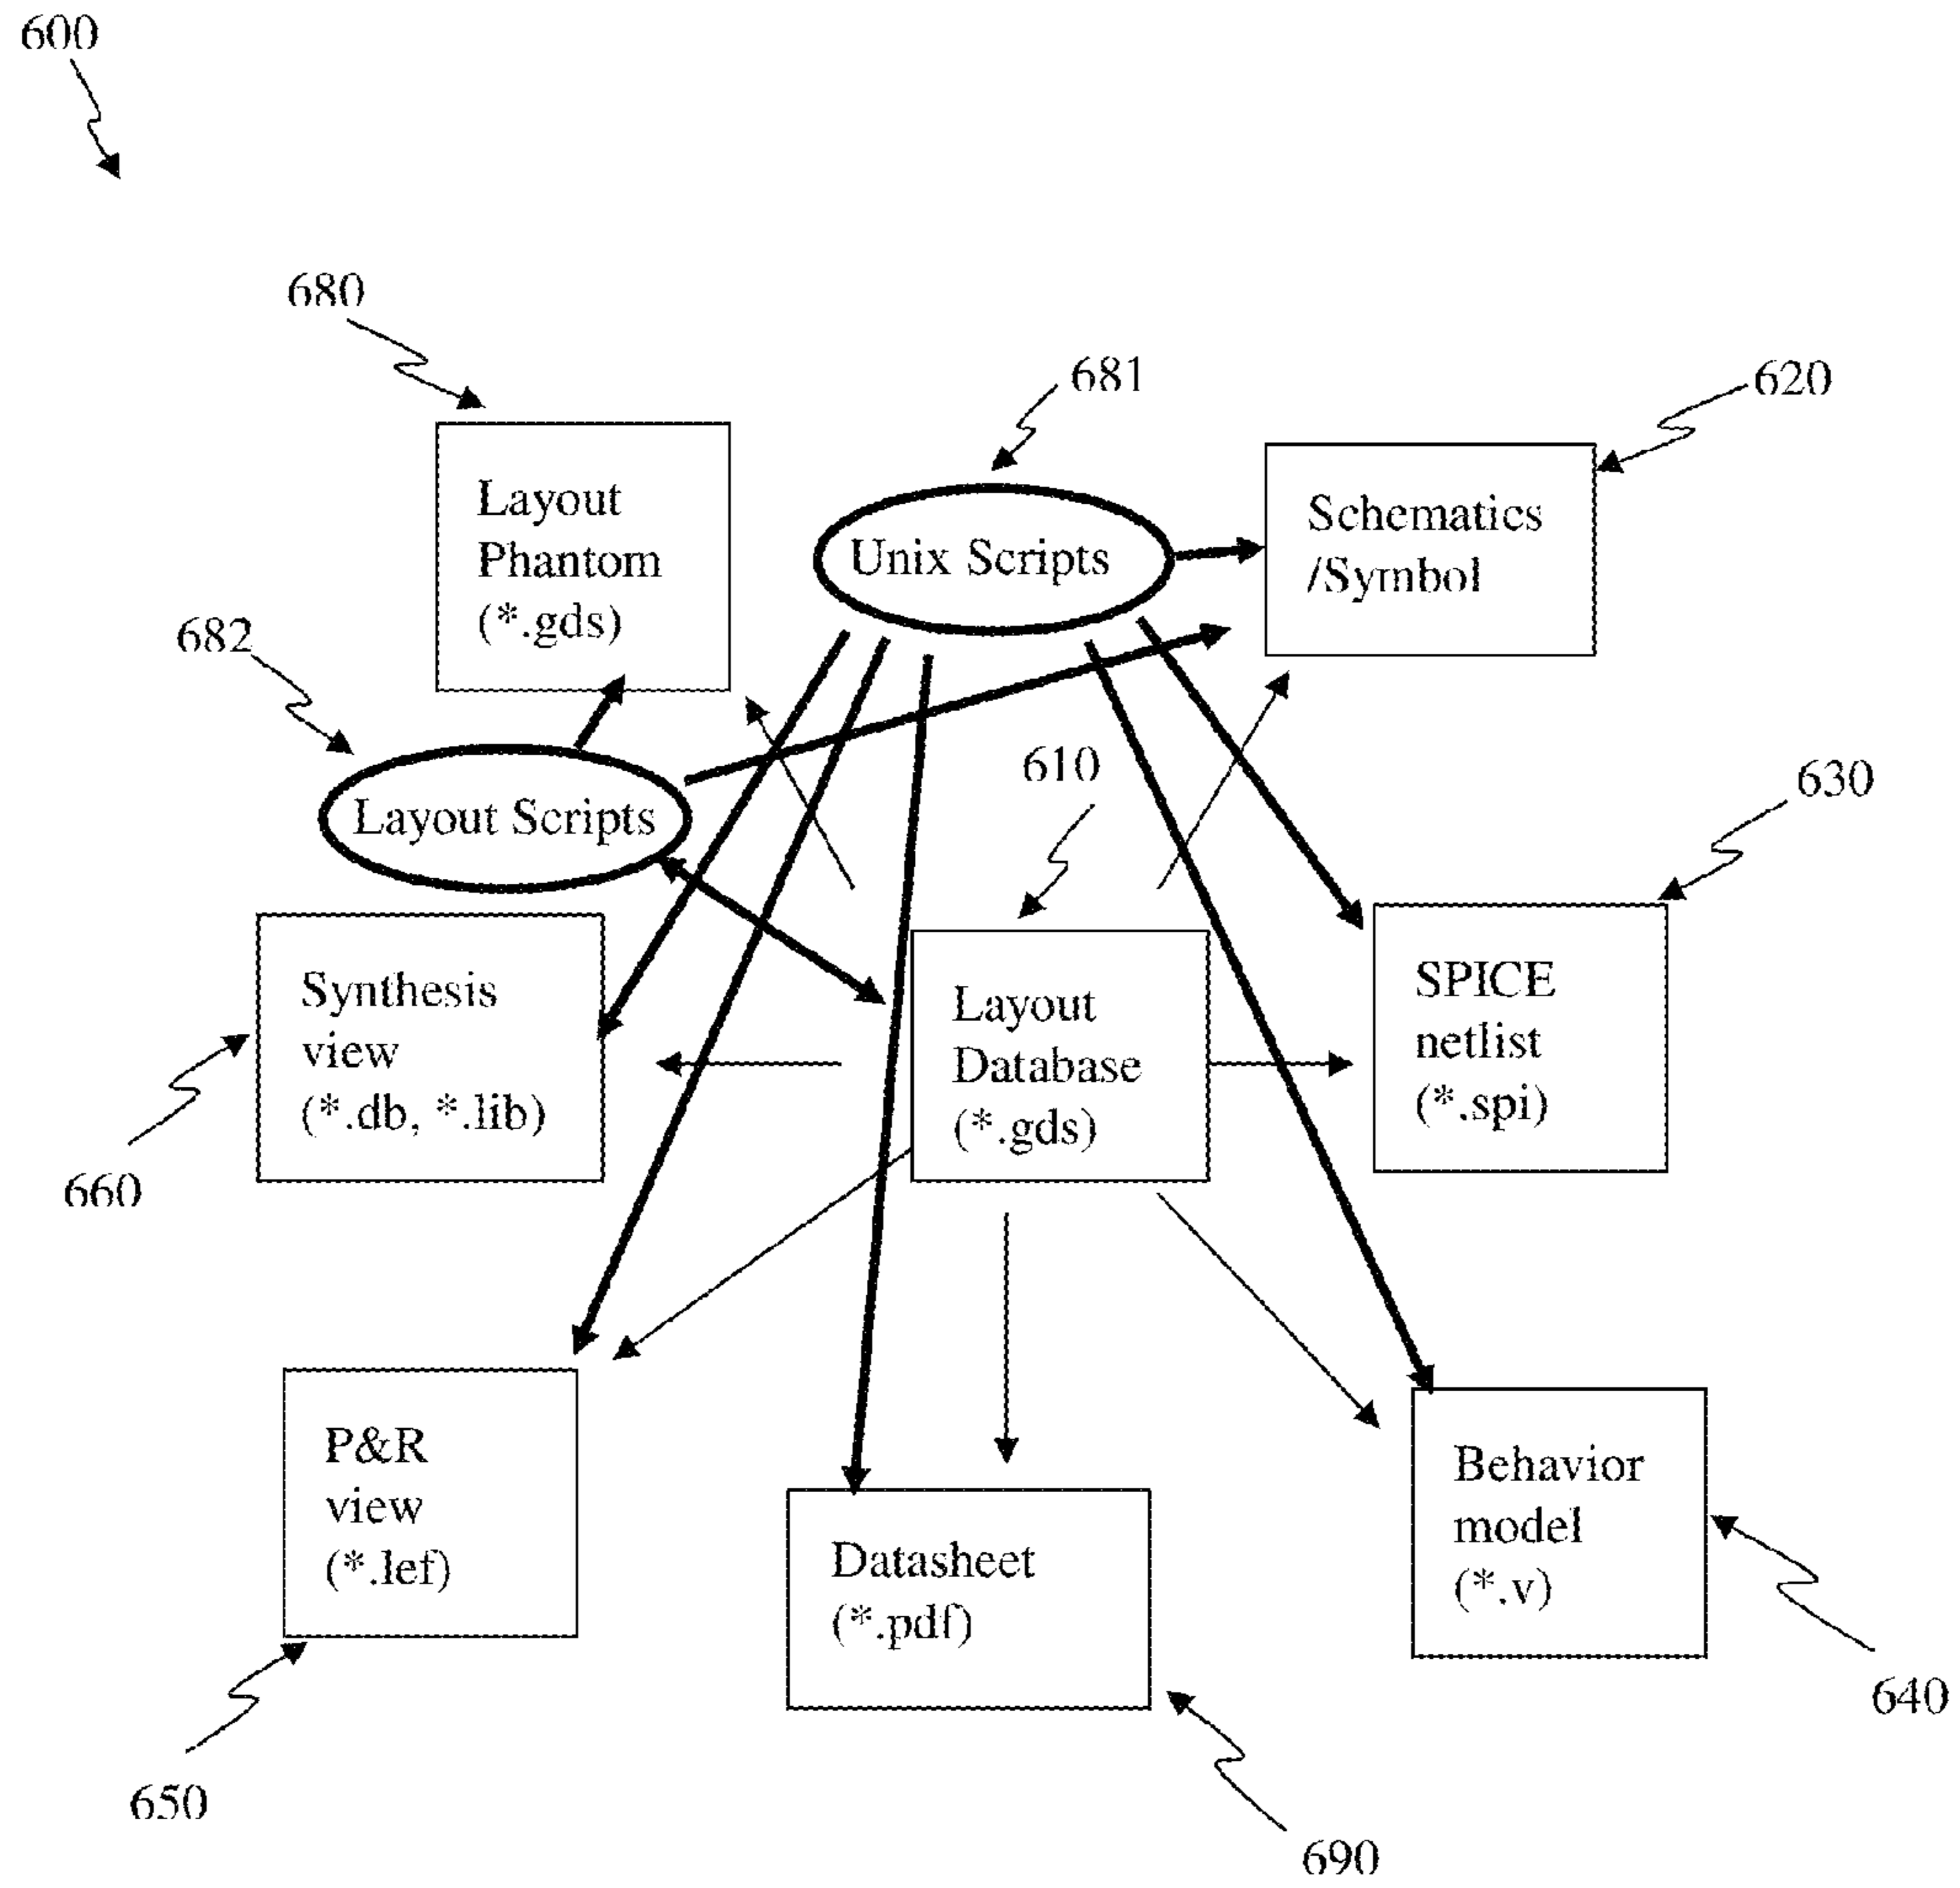 600
680
681
620
Layout
Phantom
(*.gds)
Unix Scripts
Schematics
/Symbol
682
610
630
Layout Scripts
Synthesis
view
(*.db, *.lib)
Layout
Database
(*.gds)
SPICE
netlist
(*.spi)
660
P&R
view
(*.lef)
Datasheet
(*.pdf)
Behavior
model
(*.v)
640
650
690